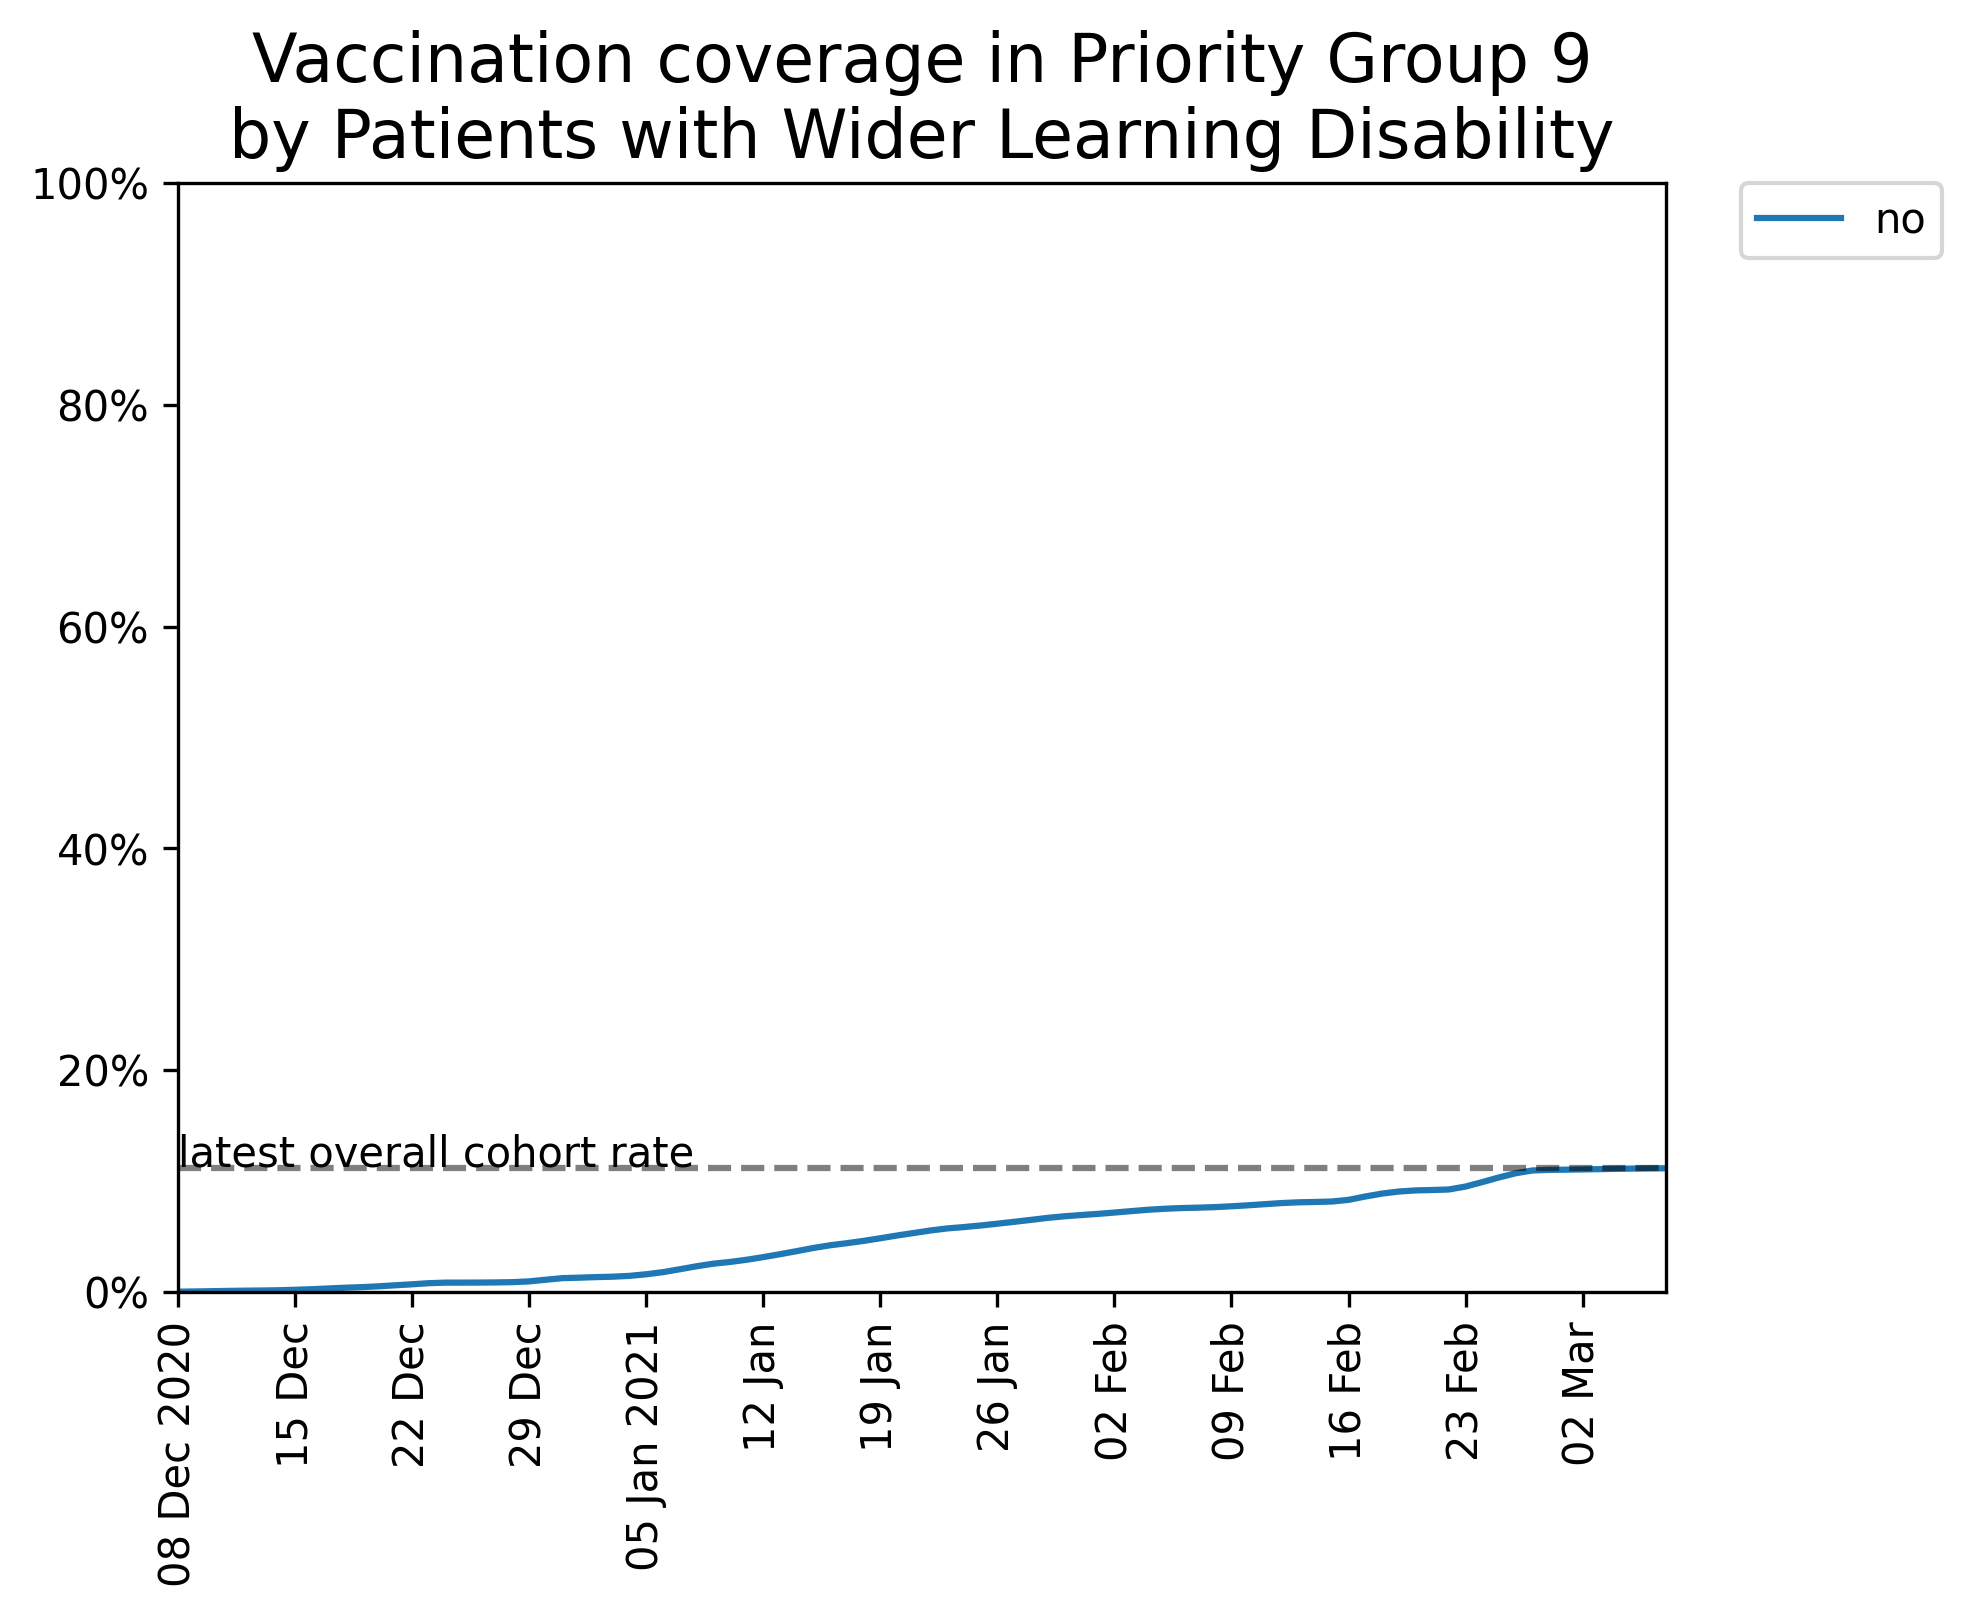 Vaccination coverage in Priority Group 9
by Patients with Wider Learning Disability
100%
80%
60%
40%
20%
0%
no
latest overall cohort rate
08 Dec 2020
15 Dec
22 Dec
29 Dec
05 Jan 2021
12 Jan
19 Jan
26 Jan
02 Feb
09 Feb
16 Feb
23 Feb
02 Mar